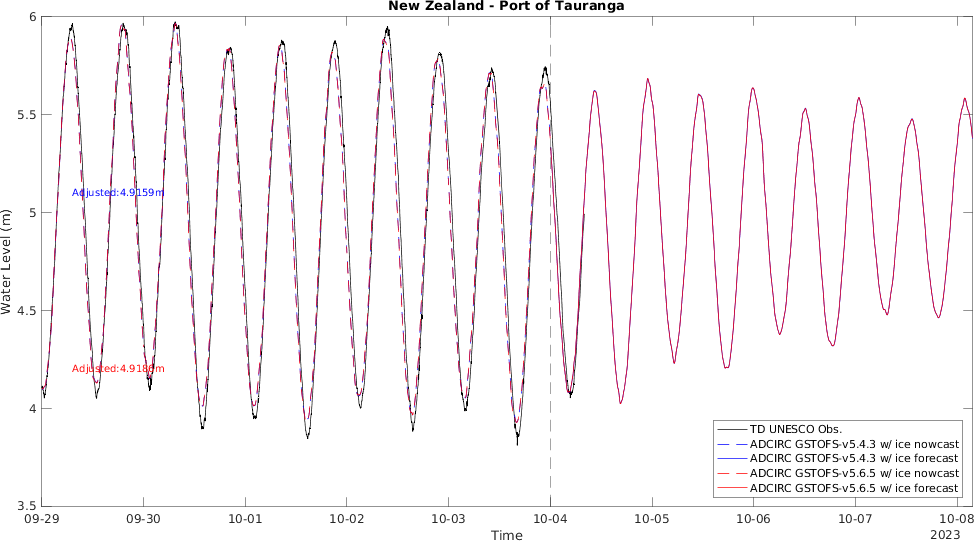 New Zealand - Port of Tauranga
6
5.5
5
4.5
4
3.5
Water Level (m)
Adjusted:4.9159m
Adjusted:4.9186m
TD UNESCO Obs.
ADCIRC GSTOFS-v5.4.3 w/ ice nowcast
ADCIRC GSTOFS-v5.4.3 w/ ice forecast
ADCIRC GSTOFS-v5.6.5 w/ ice nowcast
ADCIRC GSTOFS-v5.6.5 w/ ice forecast
09-29 09-30 10-01 10-02 10-03 10-04 10-05 10-06 10-07 10-08
Time
2023